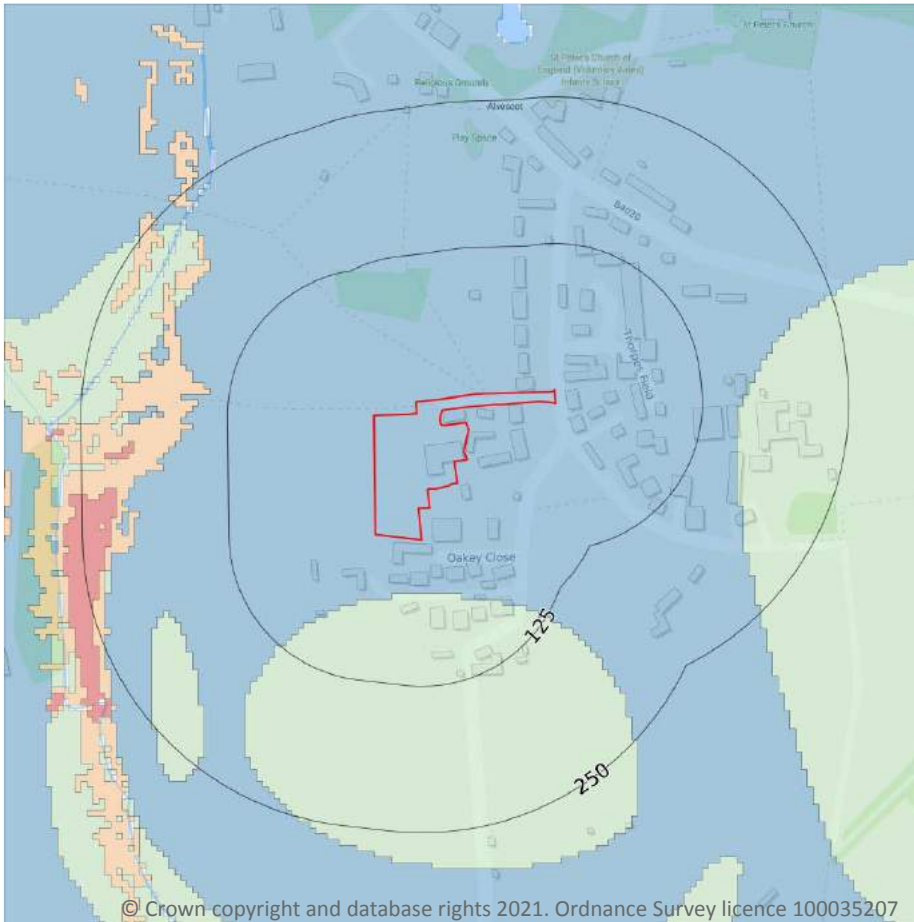 St Peter's Church
St Peter's Church of
England (Voluntary Aided)
Infants School
Religious Grounds
Alvescot
Play Space
B4020
Thorpes Field
Oakey Close
125
250
© Crown copyright and database rights 2021. Ordnance Survey licence 100035207